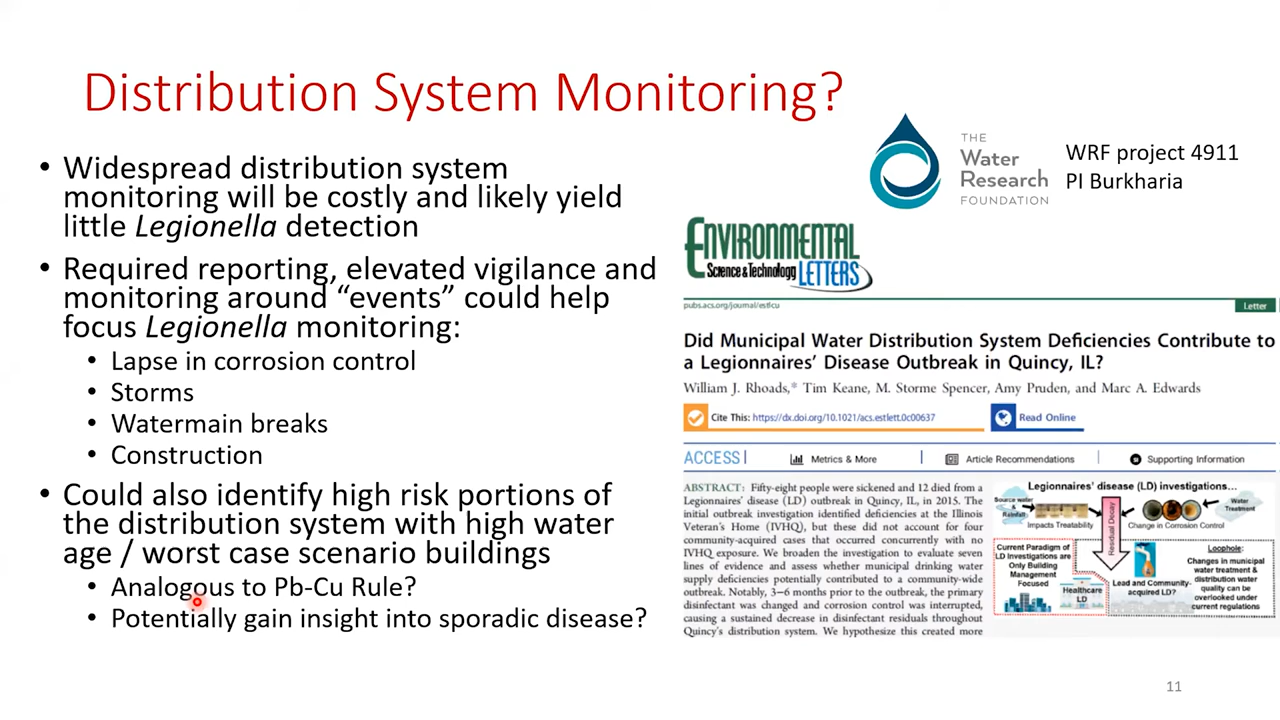 Distribution System Monitoring?
• Widespread distribution system
monitoring will be costly and likely yield
little Legionella detection
• Required reporting, elevated vigilance and
monitoring around “events” could help
focus Legionella monitoring:
• Lapse in corrosion control
• Storms
• Watermain breaks
• Construction
• Could also identify high risk portions of
the distribution system with high water
age / worst case scenario buildings
• Analogous to Pb-Cu Rule?
• Potentially gain insight into sporadic disease?
THE
Water
Research
FOUNDATION
WRF project 4911
PI Burkharia
ENVIRONMENTAL
Science & Technology LETTERS
pubs.acs.org/journal/estlcu
Letter
Did Municipal Water Distribution System Deficiencies Contribute to
a Legionnaires’ Disease Outbreak in Quincy, IL?
William J. Rhoads,* Tim Keane, M. Storme Spencer, Amy Pruden, and Marc A. Edwards
Cite This: https://dx.doi.org/10.1021/acs.estlett.0c00637
Read Online
ACCESS
Metrics & More
Article Recommendations
Supporting Information
ABSTRACT: Fifty-eight people were sickened and 12 died from a
Legionnaires’ disease (LD) outbreak in Quincy, IL, in 2015. The
initial outbreak investigation identified deficiencies at the Illinois
Veteran’s Home (IVHQ), but these did not account for four
community-acquired cases that occurred concurrently with no
IVHQ exposure. We broaden the investigation to evaluate seven
lines of evidence and assess whether municipal drinking water
supply deficiencies potentially contributed to a community-wide
outbreak. Notably, 3−6 months prior to the outbreak, the primary
disinfectant was changed and corrosion control was interrupted,
causing a sustained decrease in disinfectant residuals throughout
Quincy’s distribution system. We hypothesize this created more
Legionnaires’ disease (LD) investigations…
Source water
&
Rainfall
Impacts Treatability
Residual Decay
Change in Corrosion Control
Water
Treatment
Current Paradigm of
LD Investigations are
Only Building
Management
Focused
Healthcare
LD
Lead and Community-
acquired LD?
Loophole:
Changes in municipal
water treatment &
distribution water
quality can be
overlooked under
current regulations
11